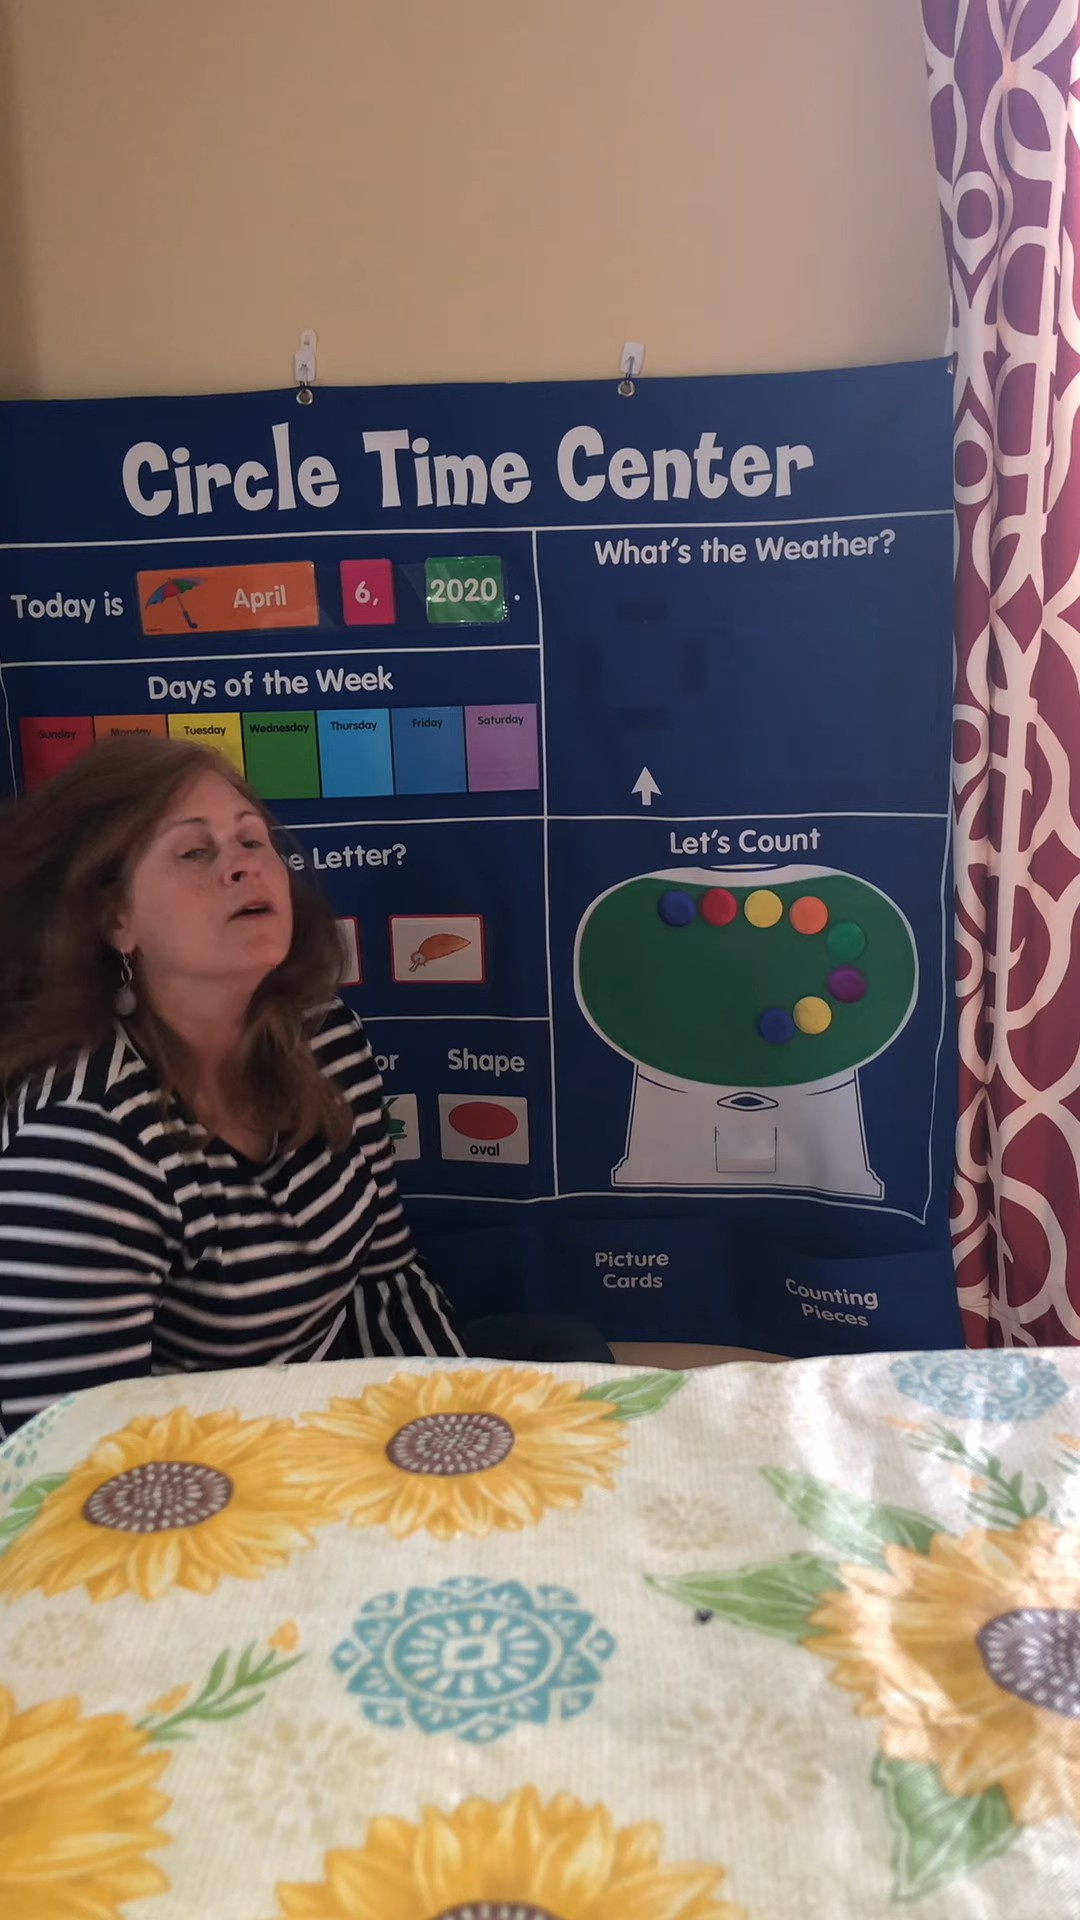 Circle Time Center
Today is April 6, 2020 .
Days of the Week
Sunday Monday Tuesday Wednesday Thursday Friday Saturday
What's the Weather?
Letter?
Let's Count
Shape
oval
Picture
Cards
Counting
Pieces